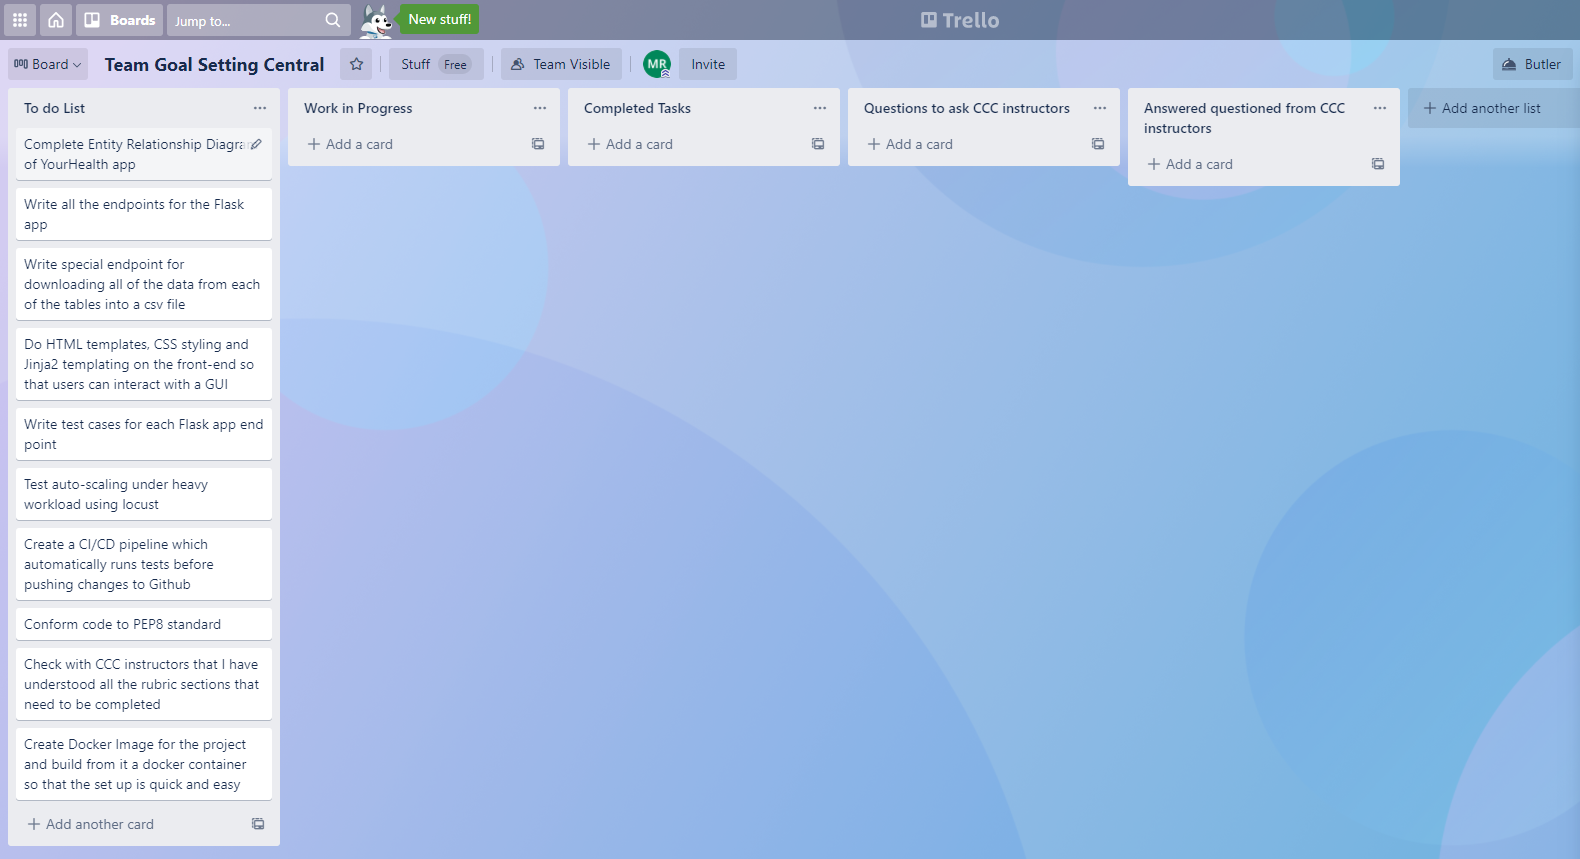 Boards
Jump to...
New stuff!
Trello
Board
Team Goal Setting Central
Stuff Free
Team Visible
MR
Invite
Butler
To do List
Complete Entity Relationship Diagra
of YourHealth app
Write all the endpoints for the Flask
app
Write special endpoint for
downloading all of the data from each
of the tables into a csv file
Do HTML templates, CSS styling and
Jinja2 templating on the front-end so
that users can interact with a GUI
Write test cases for each Flask app end
point
Test auto-scaling under heavy
workload using locust
Create a CI/CD pipeline which
automatically runs tests before
pushing changes to Github
Conform code to PEP8 standard
Check with CCC instructors that I have
understood all the rubric sections that
need to be completed
Create Docker Image for the project
and build from it a docker container
so that the set up is quick and easy
Add another card
Work in Progress
Add a card
Completed Tasks
Add a card
Questions to ask CCC instructors
Add a card
Answered questioned from CCC
instructors
Add a card
Add another list